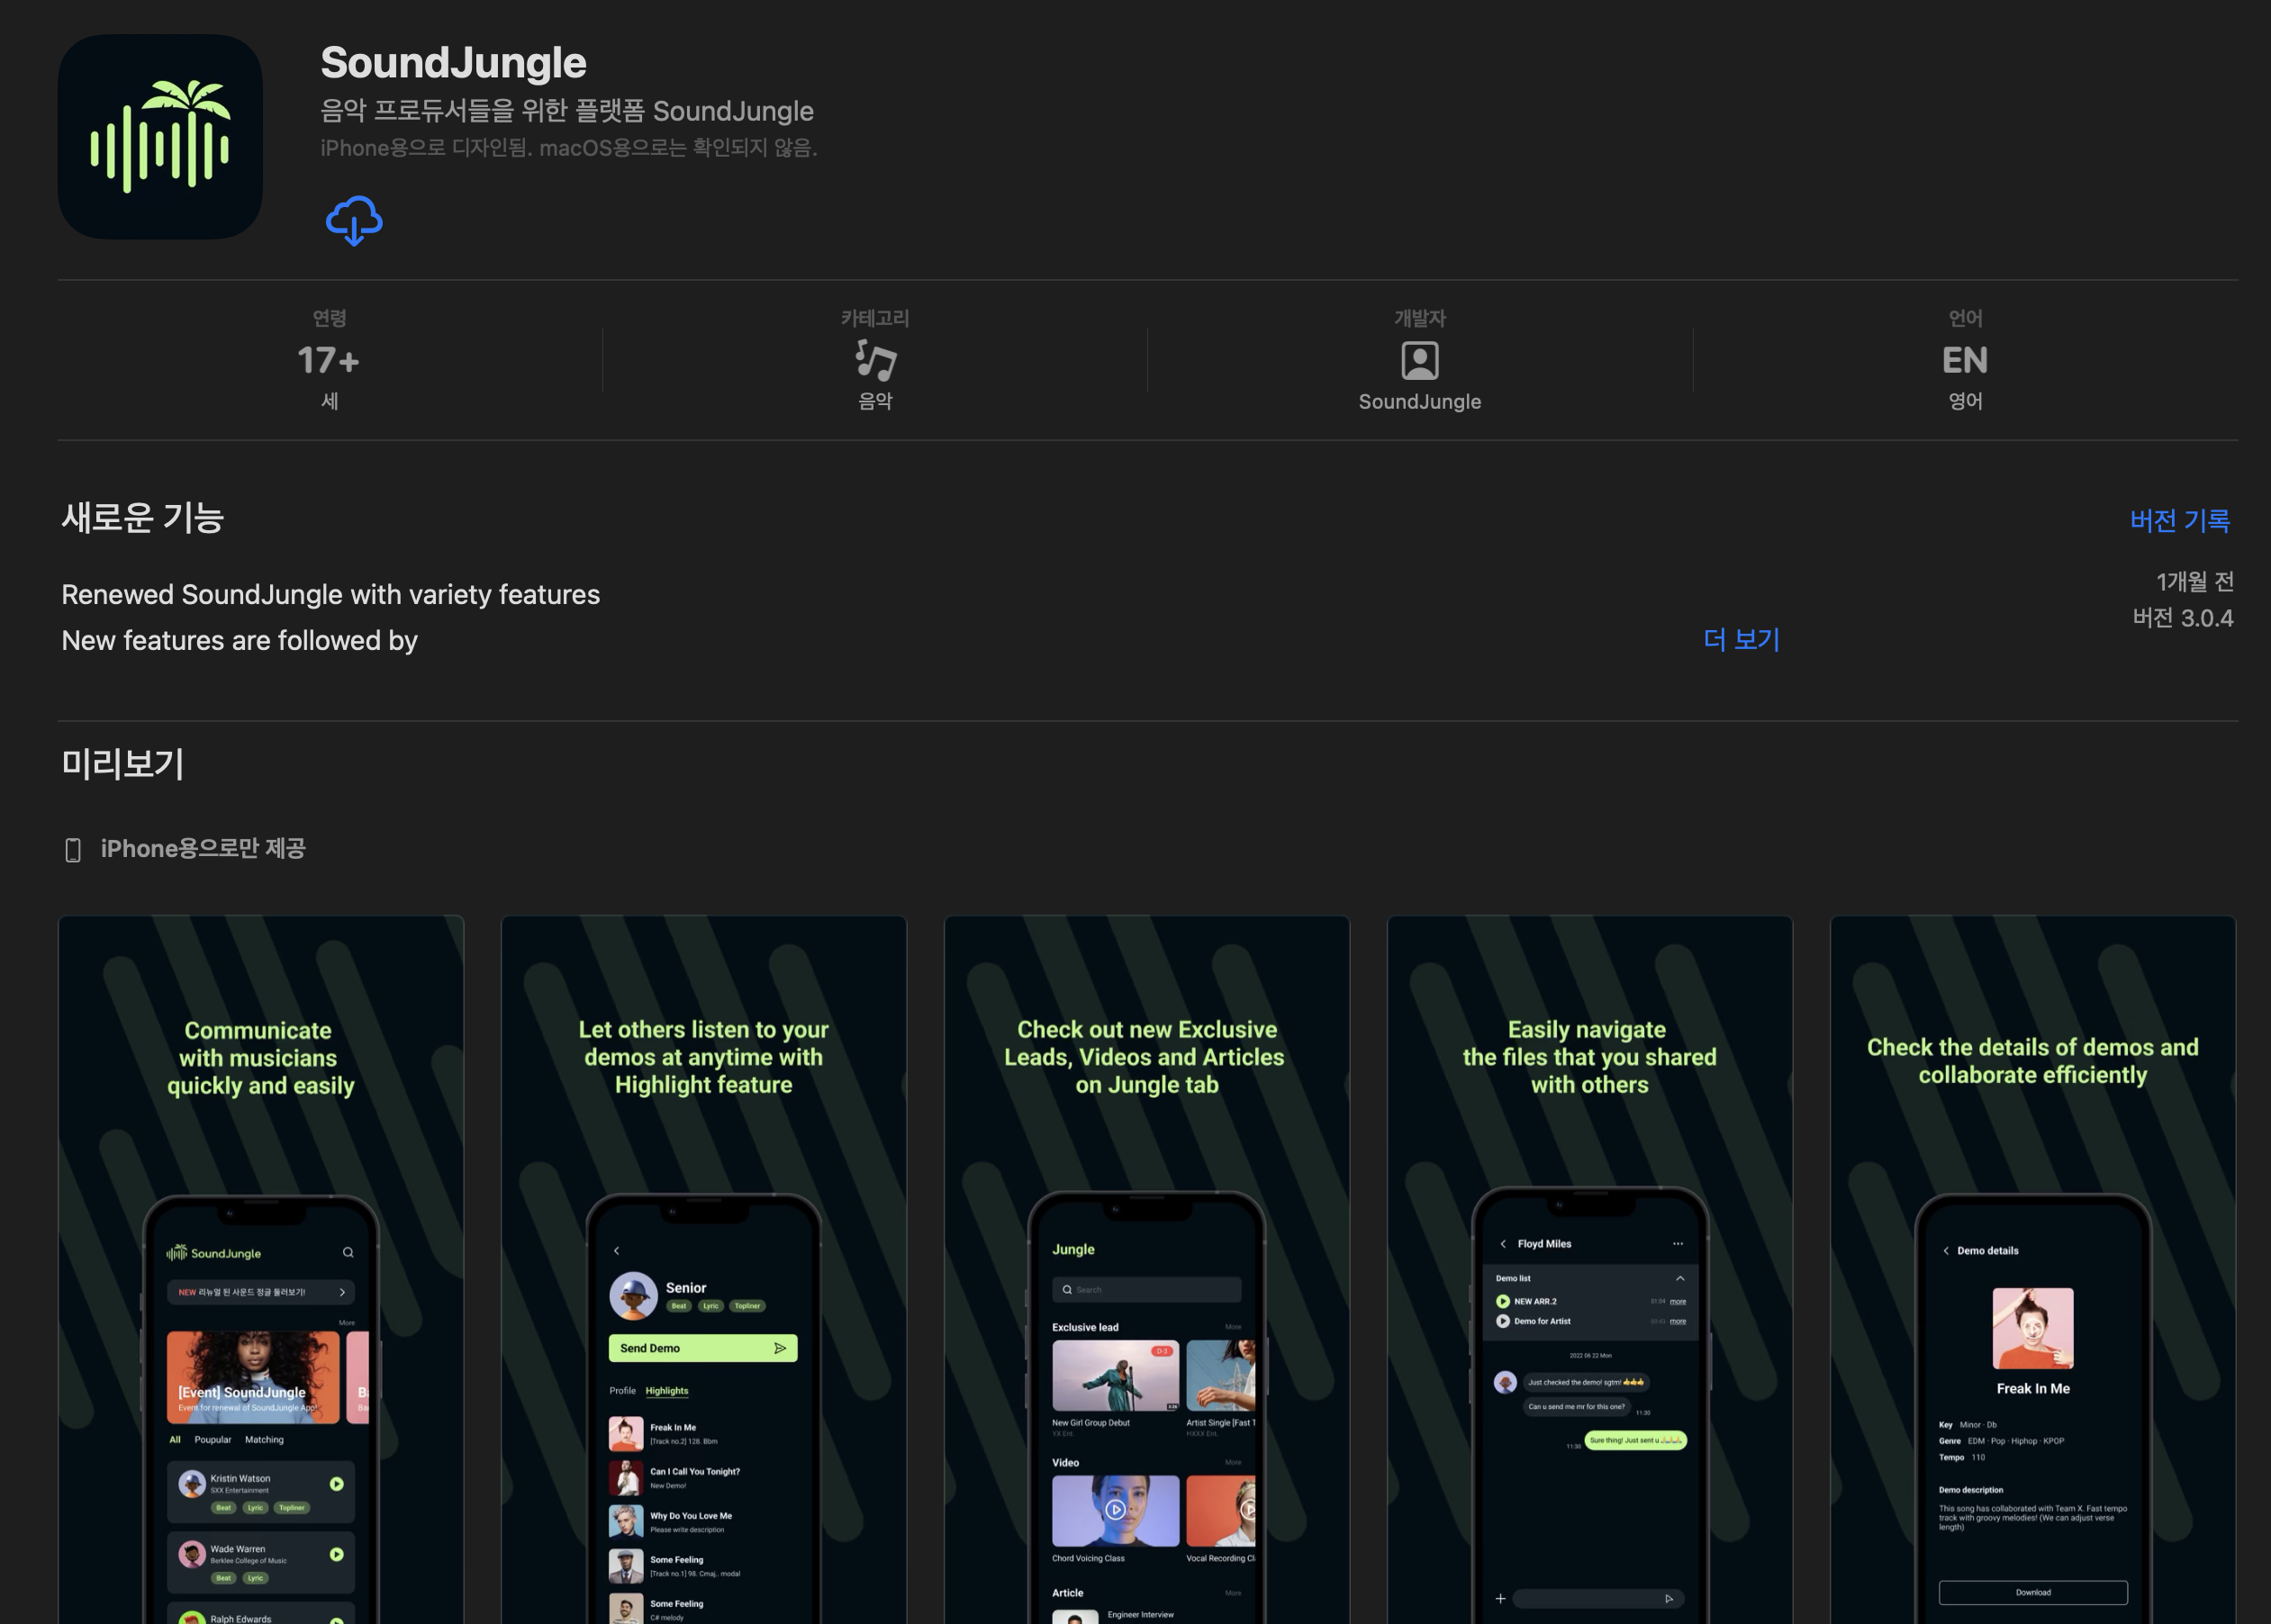 SoundJungle
음악 프로듀서들을 위한 플랫폼 SoundJungle
iPhone용으로 디자인됨. macOS용으로는 확인되지 않음.
연령
17+
세
카테고리
음악
개발자
SoundJungle
언어
EN
영어
새로운 기능
버전 기록
Renewed SoundJungle with variety features
New features are followed by
더 보기
1개월 전
버전 3.0.4
미리보기
iPhone용으로만 제공
Communicate
with musicians
quickly and easily
SoundJungle
NEW 리뉴얼 된 사운드 정글 둘러보기!
More
[Event] SoundJungle
Event for renewal of SoundJungle App!
All Poupular Matching
Kristin Watson
SXX Entertainment
Beat Lyric Topliner
Wade Warren
Berklee College of Music
Beat Lyric
Ralph Edwards
Let others listen to your
demos at anytime with
Highlight feature
Senior
Beat Lyric Topliner
Send Demo
Profile Highlights
Freak In Me
[Track no.2] 128. Bbm
Can I Call You Tonight?
New Demo!
Why Do You Love Me
Please write description
Some Feeling
[Track no.1] 98. Cmaj.. modal
Some Feeling
C# melody
Check out new Exclusive
Leads, Videos and Articles
on Jungle tab
Jungle
Search
Exclusive lead More
D-3
New Girl Group Debut
YX Ent.
Artist Single [Fast T
HXXX Ent.
Video More
Chord Voicing Class
Vocal Recording Cl
Article More
Engineer Interview
Easily navigate
the files that you shared
with others
Floyd Miles
Demo list
NEW ARR.2 more
Demo for Artist more
2022 06 22 Mon
Just checked the demo! sgtm! 👍👍👍
Can u send me mr for this one?
11:30
11:30
Sure thing! Just sent u
Check the details of demos and
collaborate efficiently
Demo details
Freak In Me
Key Minor · Db
Genre EDM · Pop · Hiphop · KPOP
Tempo 110
Demo description
This song has collaborated with Team X. Fast tempo
track with groovy melodies! (We can adjust verse
length)
Download